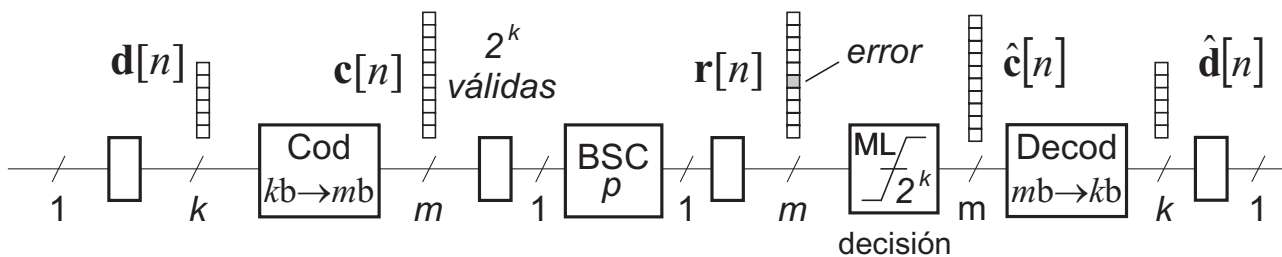 d[n]
c[n]
2^k
válidas
r[n]
error
ĉ[n]
d̂[n]
Cod
kb→mb
BSC
p
ML
2^k
Decod
mb→kb
1
k
m
1
1
m
m
k
1
decisión